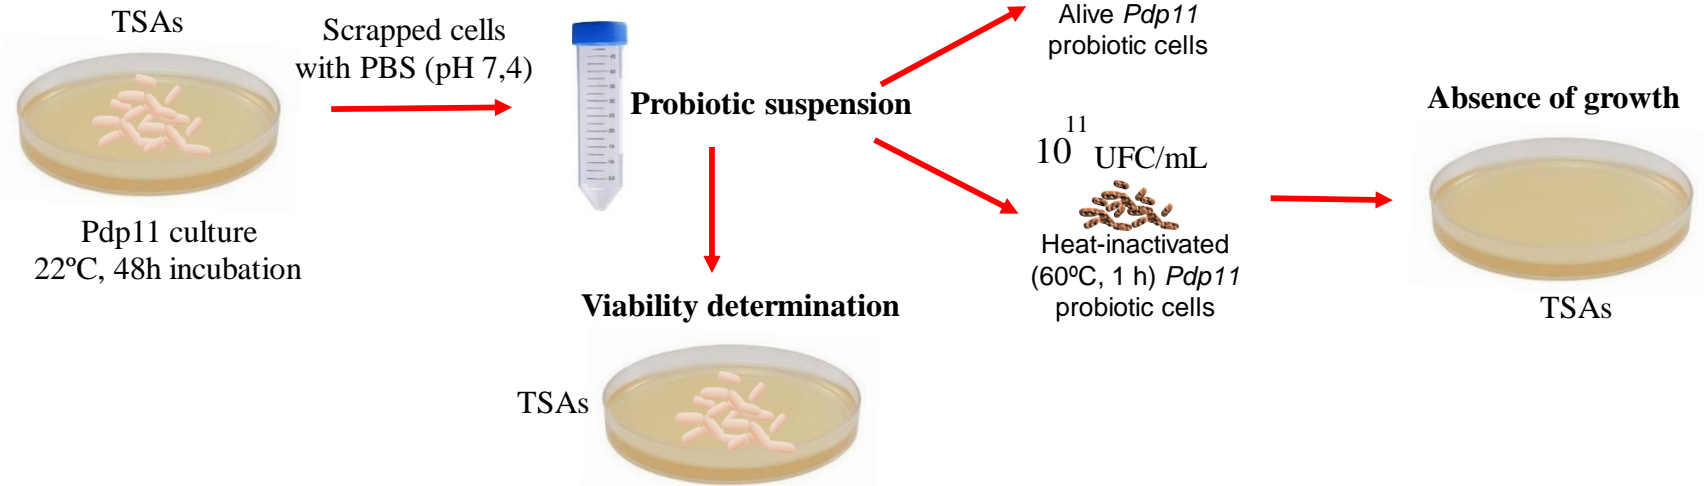 TSAs
Scrapped cells
with PBS (pH 7,4)
Pdp11 culture
22ºC, 48h incubation
Probiotic suspension
Alive Pdp11
probiotic cells
10^11 UFC/mL
Heat-inactivated
(60ºC, 1 h) Pdp11
probiotic cells
Absence of growth
TSAs
Viability determination
TSAs